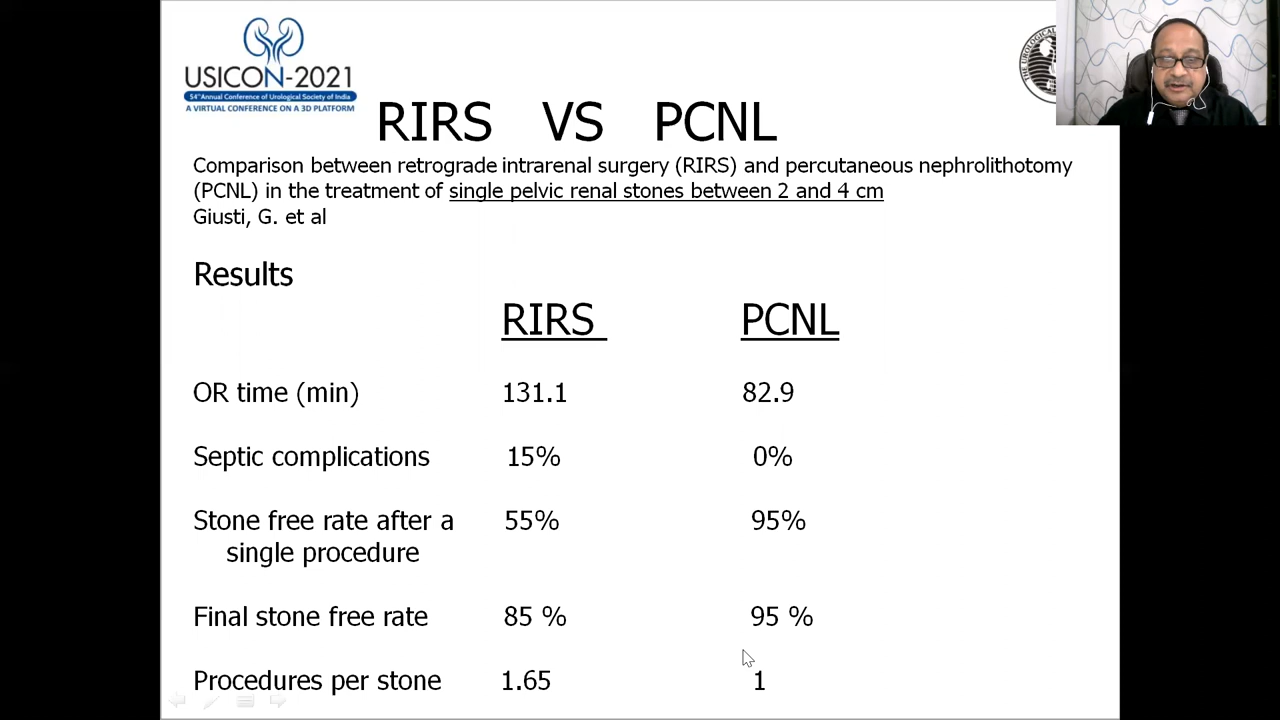 USICON-2021
54th Annual Conference of Urological Society of India
A VIRTUAL CONFERENCE ON A 3D PLATFORM
THE UROLOGICAL
RIRS VS PCNL
Comparison between retrograde intrarenal surgery (RIRS) and percutaneous nephrolithotomy
(PCNL) in the treatment of single pelvic renal stones between 2 and 4 cm
Giusti, G. et al
Results
RIRS PCNL
OR time (min) 131.1 82.9
Septic complications 15% 0%
Stone free rate after a 55% 95%
single procedure
Final stone free rate 85 % 95 %
Procedures per stone 1.65 1